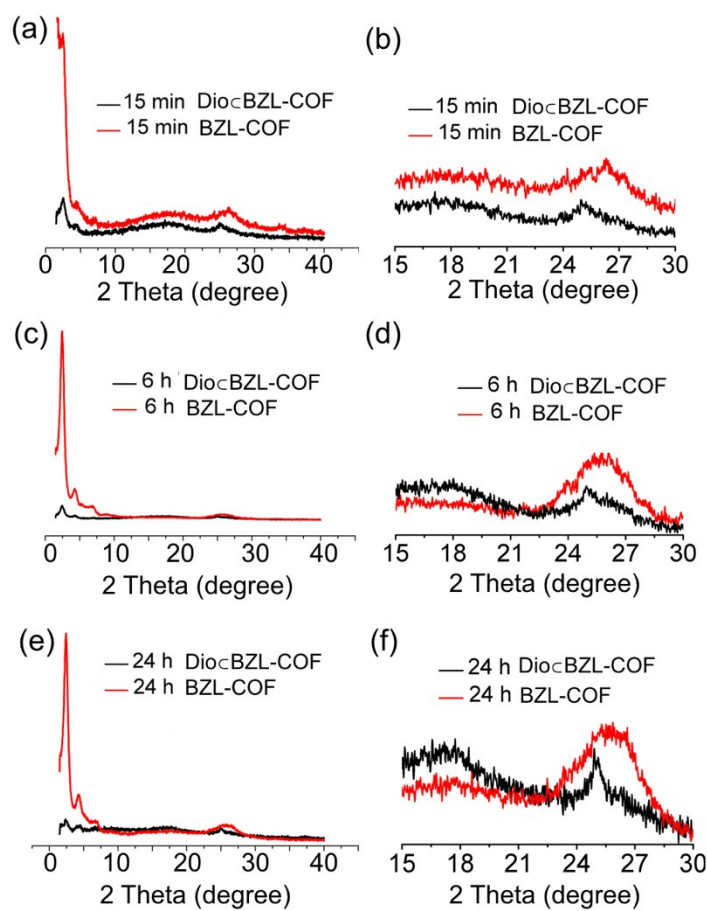 (a)
15 min Dio⊂BZL-COF
15 min BZL-COF
0 10 20 30 40
2 Theta (degree)
(b)
15 min Dio⊂BZL-COF
15 min BZL-COF
15 18 21 24 27 30
2 Theta (degree)
(c)
6 h Dio⊂BZL-COF
6 h BZL-COF
0 10 20 30 40
2 Theta (degree)
(d)
6 h Dio⊂BZL-COF
6 h BZL-COF
15 18 21 24 27 30
2 Theta (degree)
(e)
24 h Dio⊂BZL-COF
24 h BZL-COF
0 10 20 30 40
2 Theta (degree)
(f)
24 h Dio⊂BZL-COF
24 h BZL-COF
15 18 21 24 27 30
2 Theta (degree)